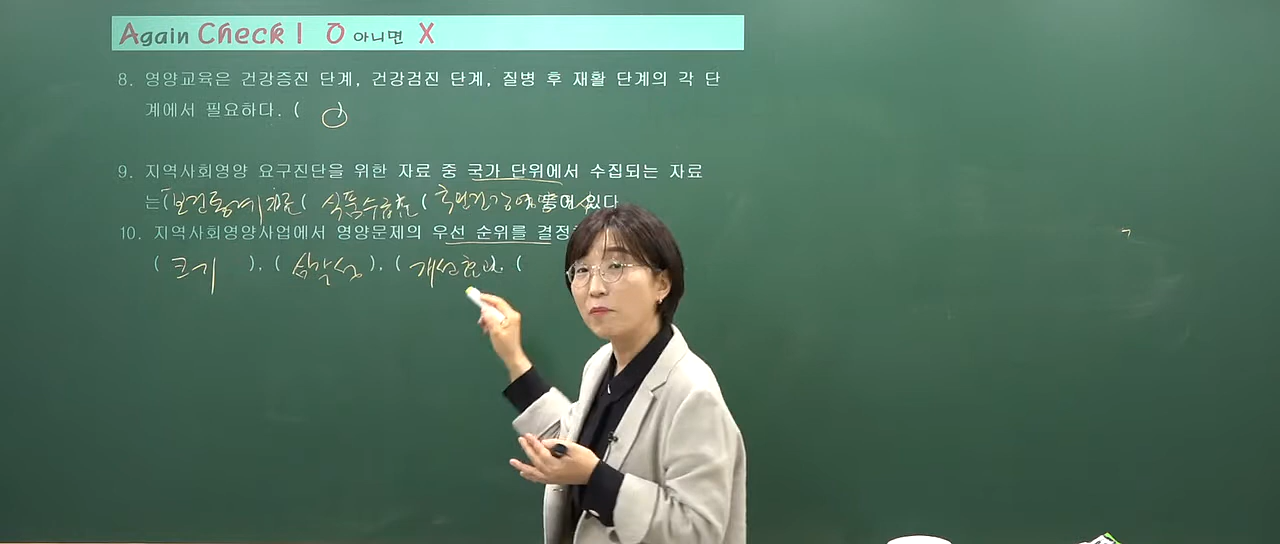 Again Check! O 아니면 X
8. 영양교육은 건강증진 단계, 건강검진 단계, 질병 후 재활 단계의 각 단
계에서 필요하다. ( O )
9. 지역사회영양 요구진단을 위한 자료 중 국가 단위에서 수집되는 자료
는 (보건통계자료 ( 식품수급표 ( 국민건강영양 등이 있다
10. 지역사회영양사업에서 영양문제의 우선 순위를 결정
( 크기 ), ( 심각성 ), ( 개선효과 ), (